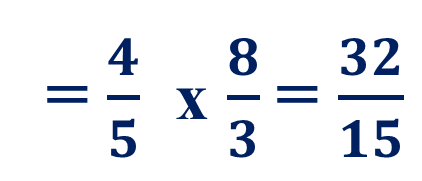 = 4/5 x 8/3 = 32/15